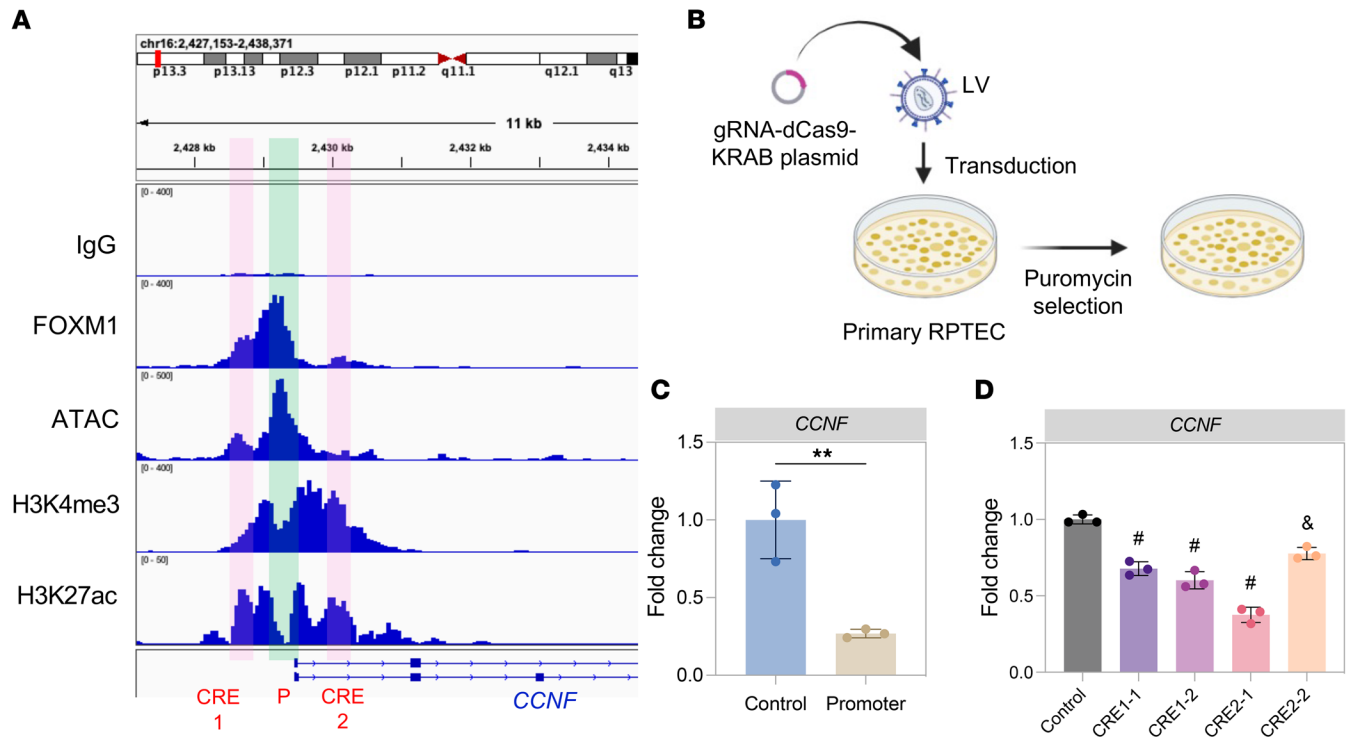 A
chr16:2,427,153-2,438,371
p13.3 p13.13 p12.3 p12.1 p11.2 q11.1 q12.1 q13
11 kb
2,428 kb 2,430 kb 2,432 kb 2,434 kb
[0 - 400]
IgG
[0 - 400]
FOXM1
[0 - 500]
ATAC
[0 - 400]
H3K4me3
[0 - 50]
H3K27ac
CRE P CRE CCNF
1 2
B
LV
gRNA-dCas9-
KRAB plasmid
Transduction
Puromycin
selection
Primary RPTEC
C
CCNF
Fold change
1.5
**
1.0
0.5
0.0
Control Promoter
D
CCNF
Fold change
1.5
1.0
# # # &
0.5
0.0
Control CRE1-1 CRE1-2 CRE2-1 CRE2-2